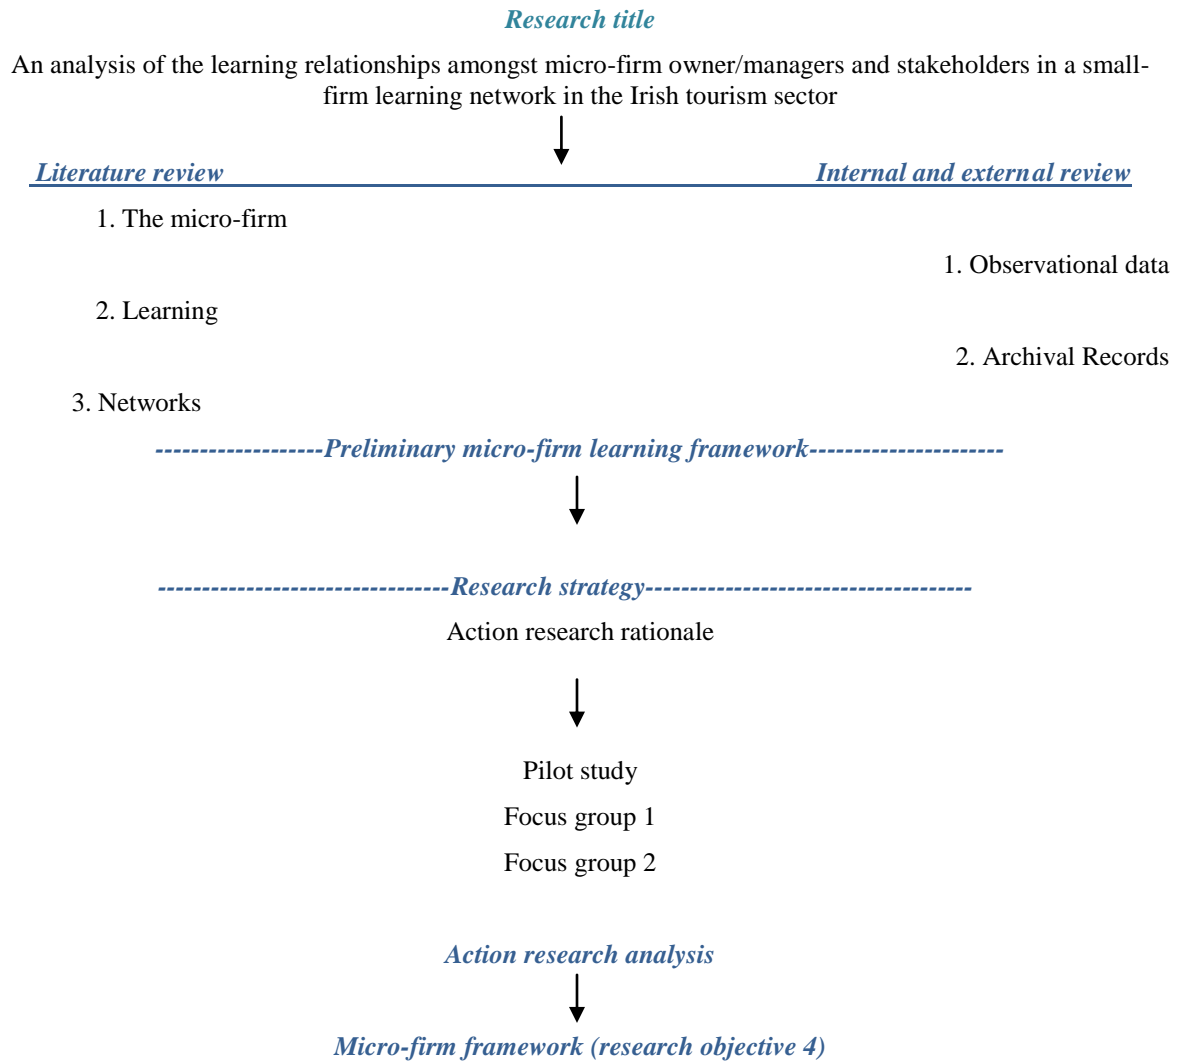 Research title
An analysis of the learning relationships amongst micro-firm owner/managers and stakeholders in a small-
firm learning network in the Irish tourism sector
Literature review Internal and external review
1. The micro-firm
1. Observational data
2. Learning
2. Archival Records
3. Networks
-------------------Preliminary micro-firm learning framework----------------------
---------------------------------Research strategy-------------------------------------
Action research rationale
Pilot study
Focus group 1
Focus group 2
Action research analysis
Micro-firm framework (research objective 4)